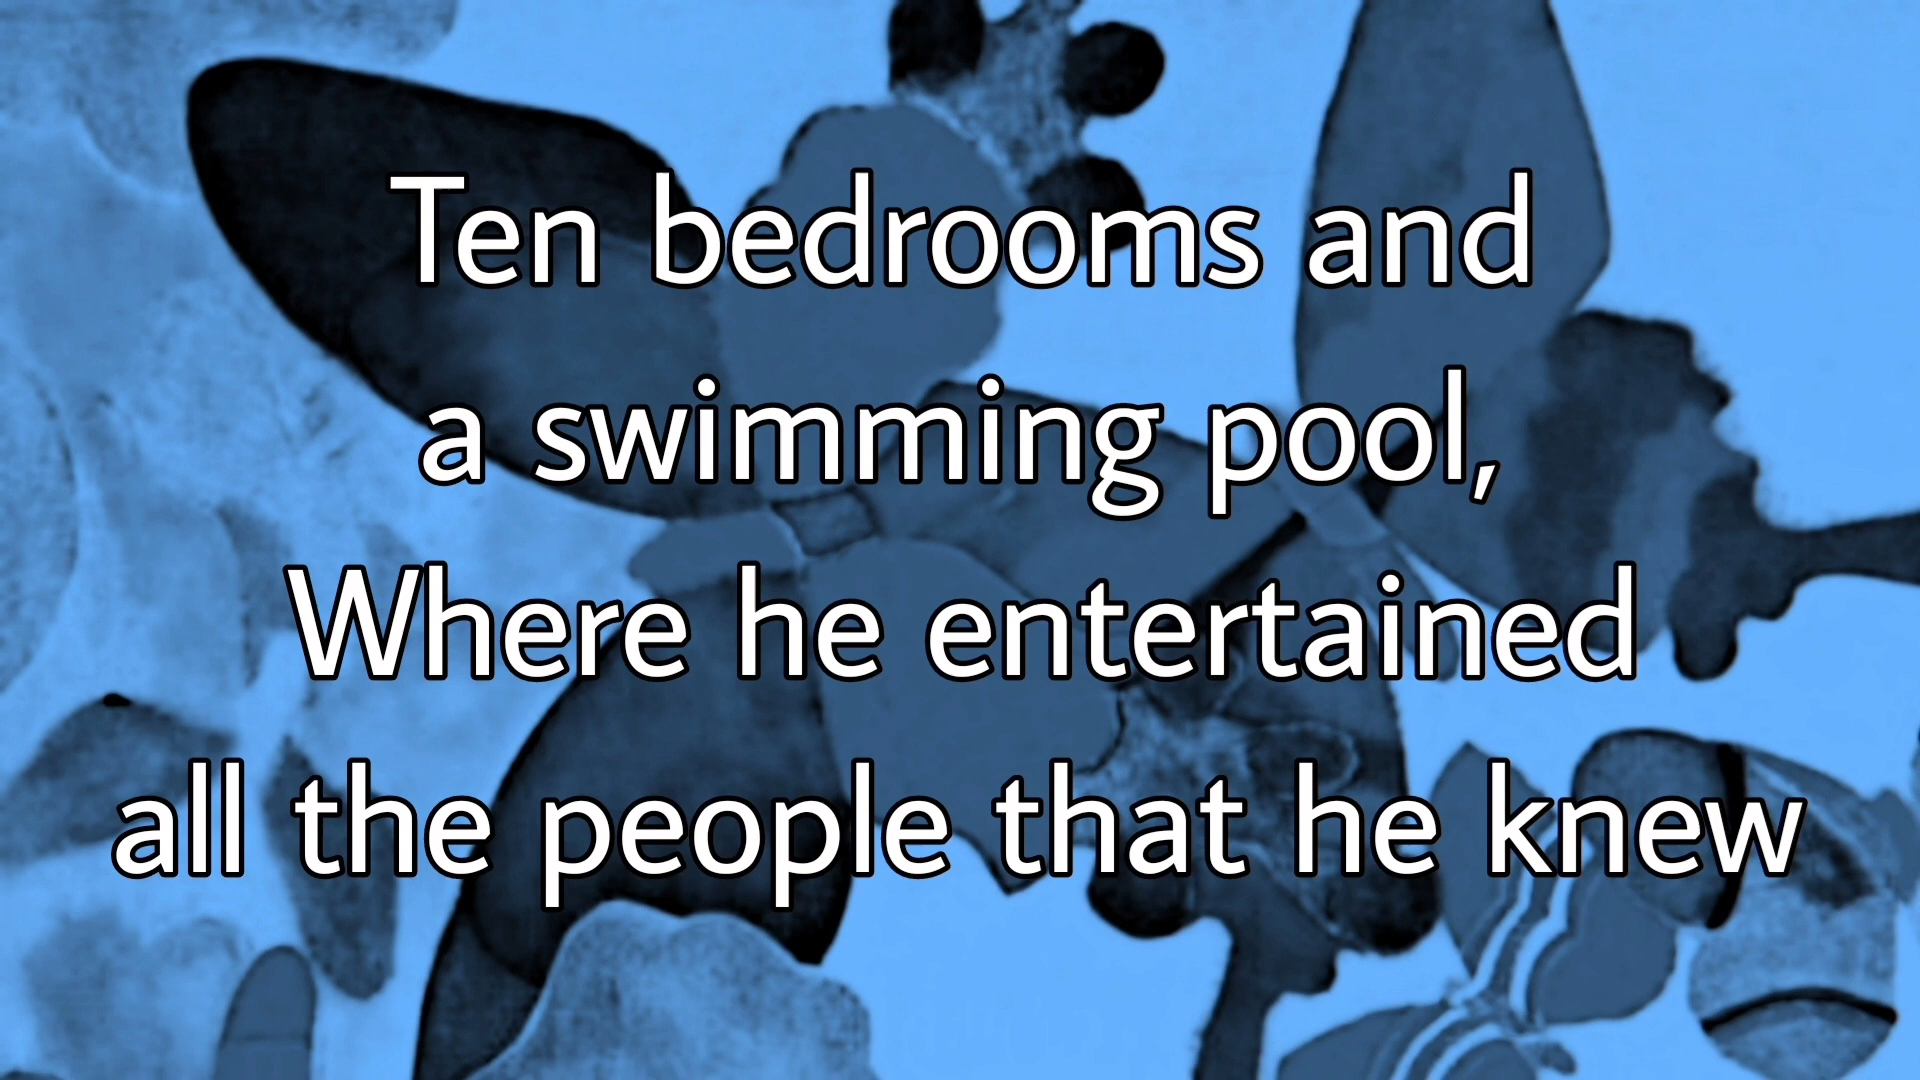 Ten bedrooms and
a swimming pool,
Where he entertained
all the people that he knew